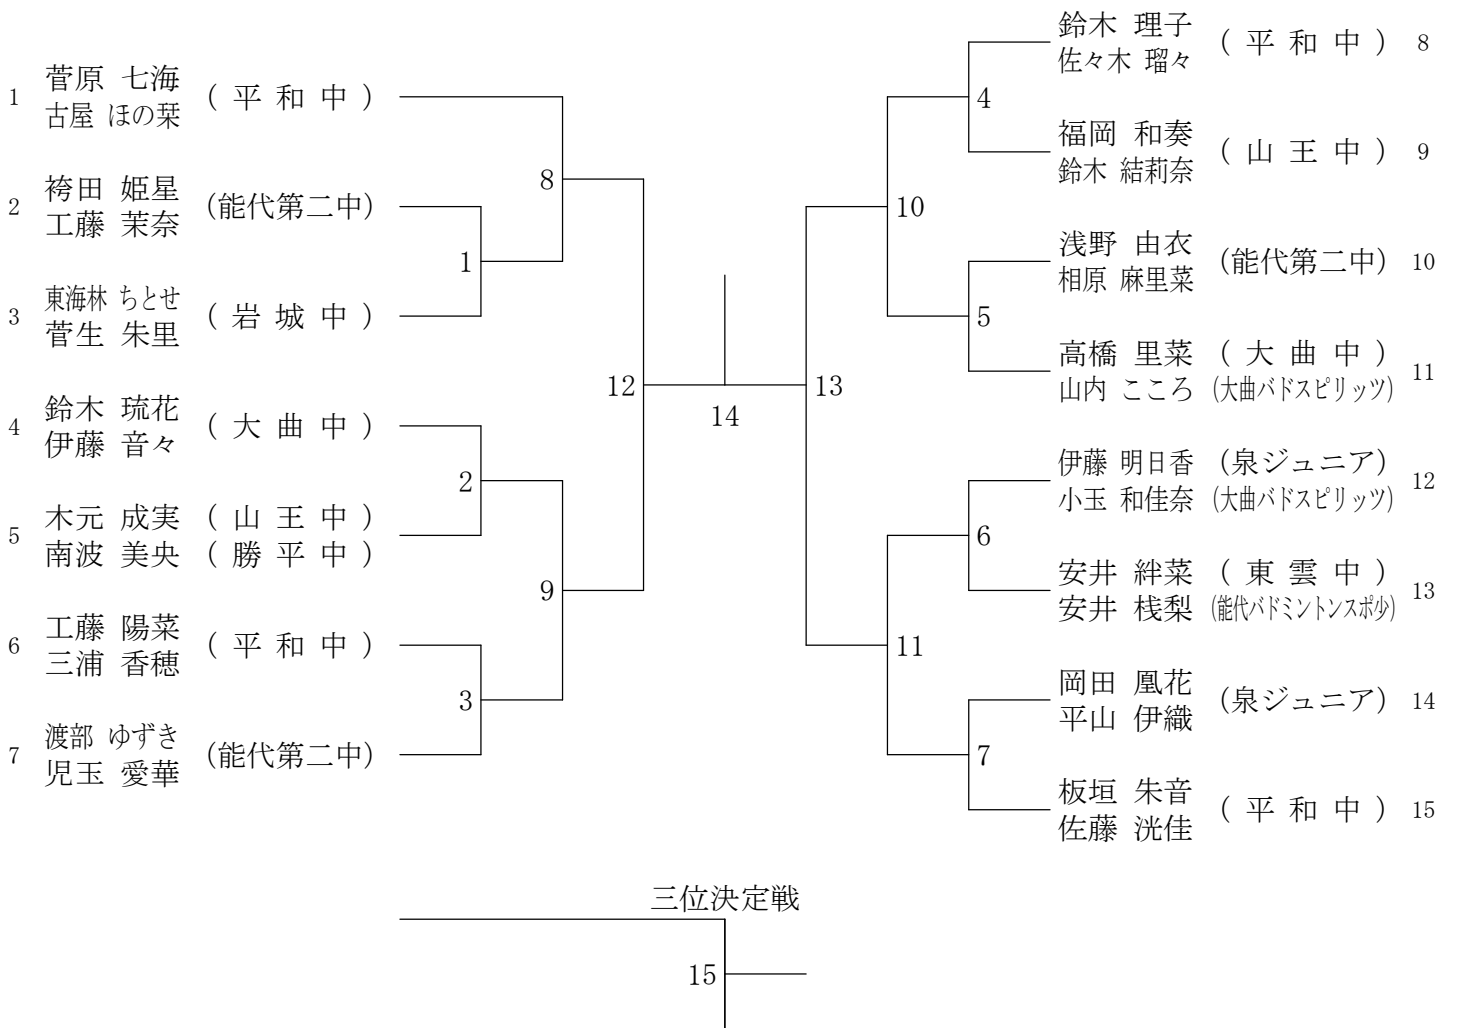 1 菅原 七海 ( 平 和 中 )
古屋 ほの栞
2 袴田 姫星 (能代第二中)
工藤 茉奈
3 東海林 ちとせ ( 岩 城 中 )
菅生 朱里
4 鈴木 琉花 ( 大 曲 中 )
伊藤 音々
5 木元 成実 ( 山 王 中 )
南波 美央 ( 勝 平 中 )
6 工藤 陽菜 ( 平 和 中 )
三浦 香穂
7 渡部 ゆずき (能代第二中)
児玉 愛華
8
1
2
9
3
12
14
13
10
4
5
11
6
7
鈴木 理子 ( 平 和 中 ) 8
佐々木 瑠々
福岡 和奏 ( 山 王 中 ) 9
鈴木 結莉奈
浅野 由衣 (能代第二中) 10
相原 麻里菜
高橋 里菜 ( 大 曲 中 ) 11
山内 こころ (大曲バドスピリッツ)
伊藤 明日香 (泉ジュニア) 12
小玉 和佳奈 (大曲バドスピリッツ)
安井 絆菜 ( 東 雲 中 ) 13
安井 桟梨 (能代バドミントンスポ少)
岡田 凰花 (泉ジュニア) 14
平山 伊織
板垣 朱音 ( 平 和 中 ) 15
佐藤 洸佳
三位決定戦
15